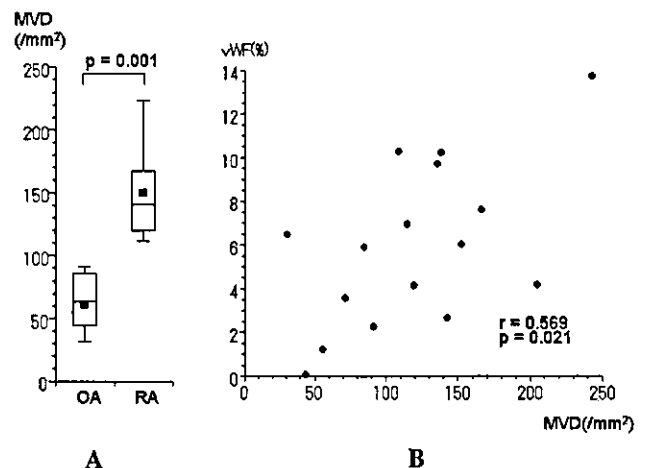 MVD
(/mm²)
p = 0.001
250
200
150
100
50
0
OA RA
A
vWF(%)
14
12
10
8
6
4
2
0
r = 0.569
p = 0.021
0 50 100 150 200 250
MVD(/mm²)
B